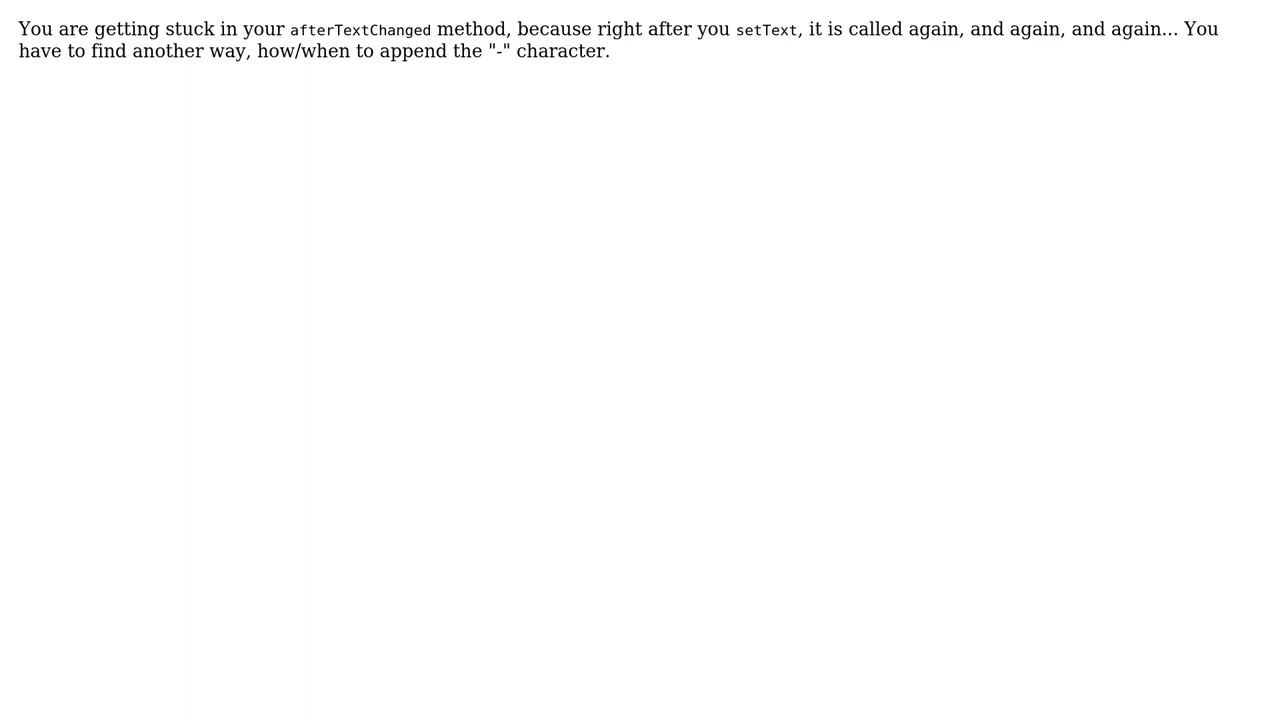 You are getting stuck in your afterTextChanged method, because right after you setText, it is called again, and again, and again... You
have to find another way, how/when to append the "-" character.